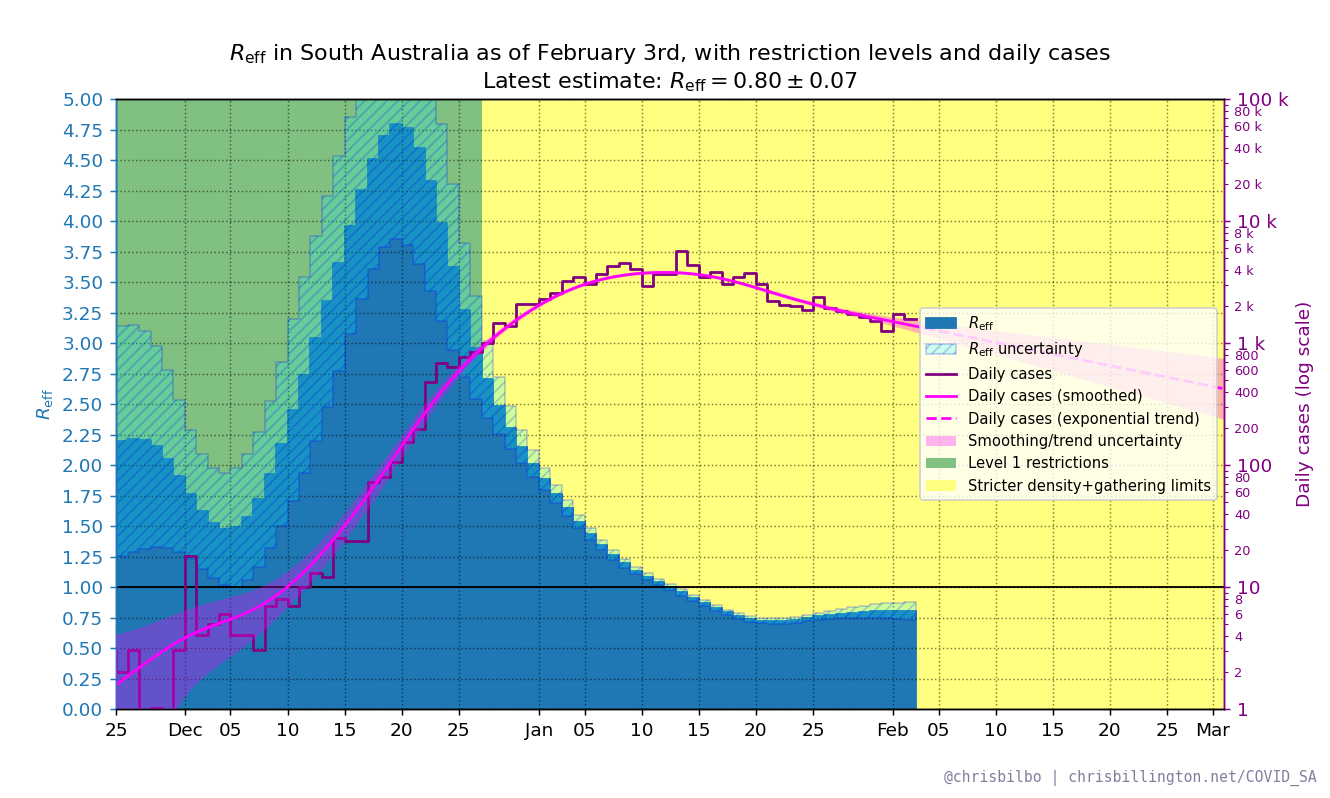 R_eff in South Australia as of February 3rd, with restriction levels and daily cases
Latest estimate: R_eff = 0.80 ± 0.07
5.00
4.75
4.50
4.25
4.00
3.75
3.50
3.25
3.00
2.75
2.50
2.25
2.00
1.75
1.50
1.25
1.00
0.75
0.50
0.25
0.00
R_eff
100 k
80 k
60 k
40 k
20 k
10 k
8 k
6 k
4 k
2 k
1 k
800
600
400
200
100
80
60
40
20
10
8
6
4
2
1
Daily cases (log scale)
R_eff
R_eff uncertainty
Daily cases
Daily cases (smoothed)
Daily cases (exponential trend)
Smoothing/trend uncertainty
Level 1 restrictions
Stricter density+gathering limits
25 Dec 05 10 15 20 25 Jan 05 10 15 20 25 Feb 05 10 15 20 25 Mar
@chrisbilbo | chrisbillington.net/COVID_SA